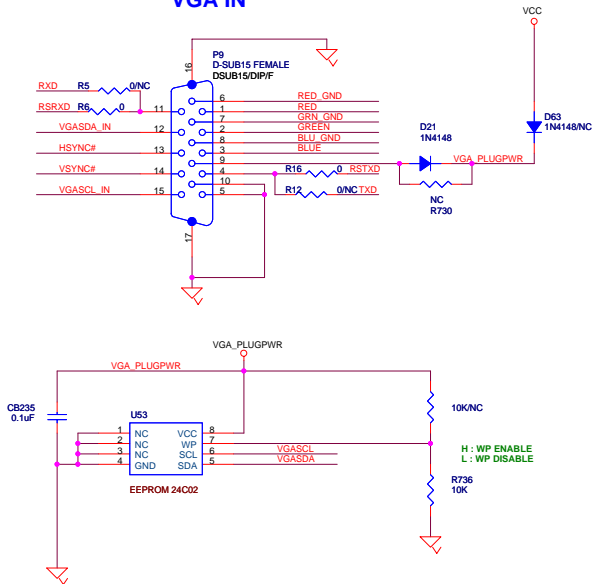 VGA IN
VCC
P9
D-SUB15 FEMALE
DSUB15/DIP/F
16
RXD R5 0/NC
RSRXD R6 0 11
VGASDA_IN 12
HSYNC# 13
VSYNC# 14
VGASCL_IN 15
6 RED_GND
1 RED
7 GRN_GND
2 GREEN
8 BLU_GND
3 BLUE
9
4 R16 0 RSTXD
10
5 R12 0/NC TXD
17
D21
1N4148
D63
1N4148/NC
VGA_PLUGPWR
NC
R730
VGA_PLUGPWR
VGA_PLUGPWR
CB235
0.1uF
U53
1 NC VCC 8
2 NC WP 7
3 NC SCL 6 VGASCL
4 GND SDA 5 VGASDA
EEPROM 24C02
10K/NC
H : WP ENABLE
L : WP DISABLE
R736
10K